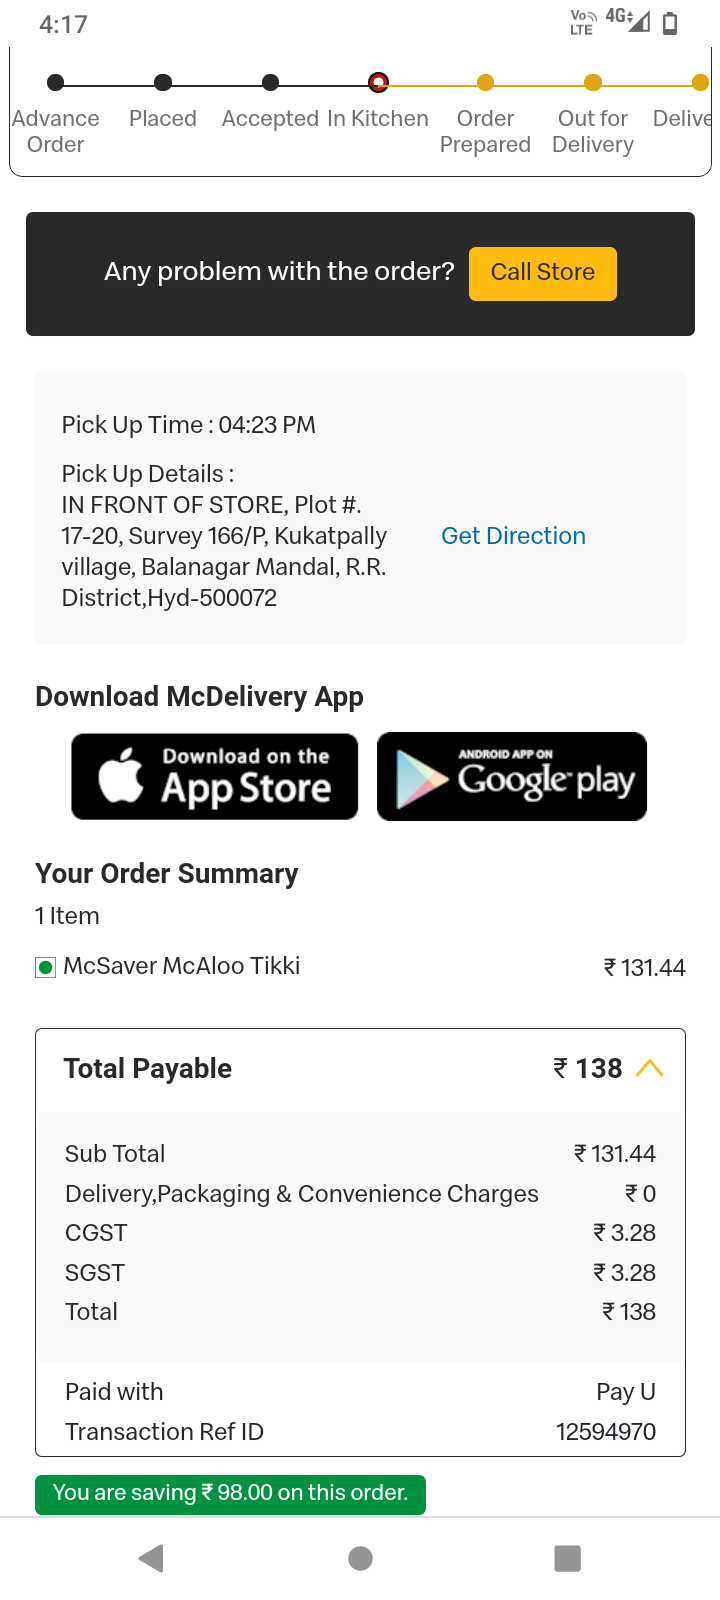 4:17
Vo LTE 4G
Advance Order
Placed
Accepted
In Kitchen
Order Prepared
Out for Delivery
Delive
Any problem with the order? Call Store
Pick Up Time : 04:23 PM
Pick Up Details :
IN FRONT OF STORE, Plot #.
17-20, Survey 166/P, Kukatpally
village, Balanagar Mandal, R.R.
District,Hyd-500072
Get Direction
Download McDelivery App
Download on the
App Store
ANDROID APP ON
Google play
Your Order Summary
1 Item
McSaver McAloo Tikki ₹ 131.44
Total Payable ₹ 138
Sub Total ₹ 131.44
Delivery,Packaging & Convenience Charges ₹ 0
CGST ₹ 3.28
SGST ₹ 3.28
Total ₹ 138
Paid with Pay U
Transaction Ref ID 12594970
You are saving ₹ 98.00 on this order.